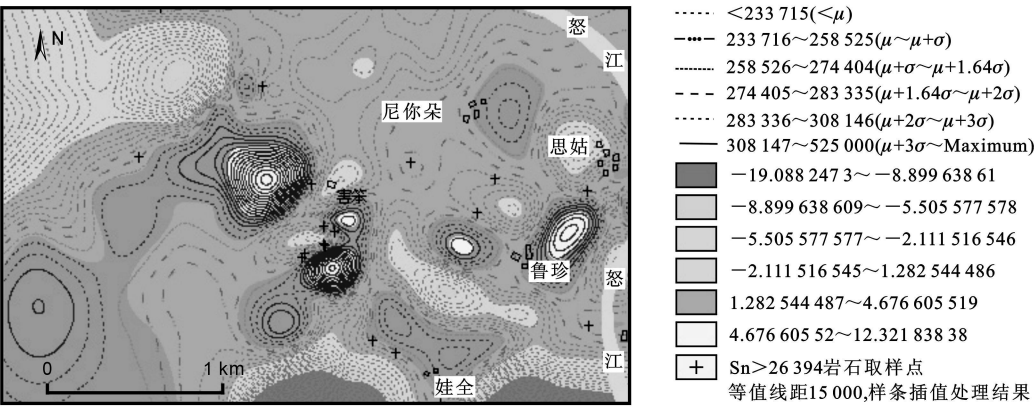 N
怒
江
尼你朵
思姑
害笨
鲁珍
怒
江
娃全
0
1 km
<233 715(<μ)
233 716～258 525(μ～μ+σ)
258 526～274 404(μ+σ～μ+1.64σ)
274 405～283 335(μ+1.64σ～μ+2σ)
283 336～308 146(μ+2σ～μ+3σ)
308 147～525 000(μ+3σ～Maximum)
－19.088 247 3～－8.899 638 61
－8.899 638 609～－5.505 577 578
－5.505 577 577～－2.111 516 546
－2.111 516 545～1.282 544 486
1.282 544 487～4.676 605 519
4.676 605 52～12.321 838 38
Sn>26 394岩石取样点
等值线距15 000,样条插值处理结果